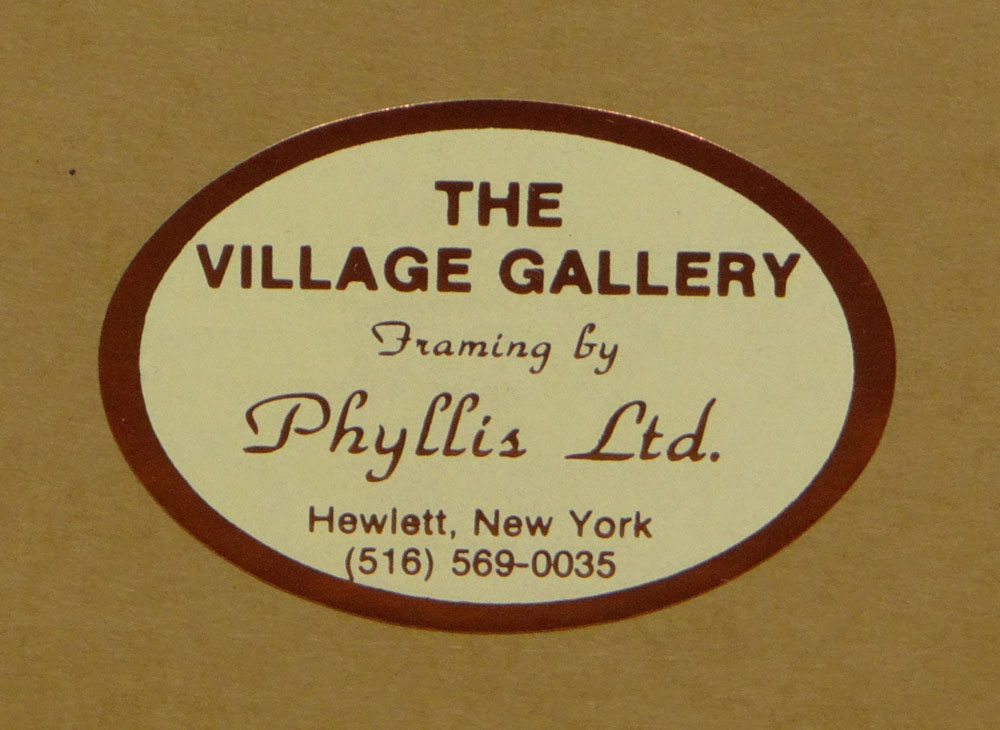 THE
VILLAGE GALLERY
Framing by
Phyllis Ltd.
Hewlett, New York
(516) 569-0035